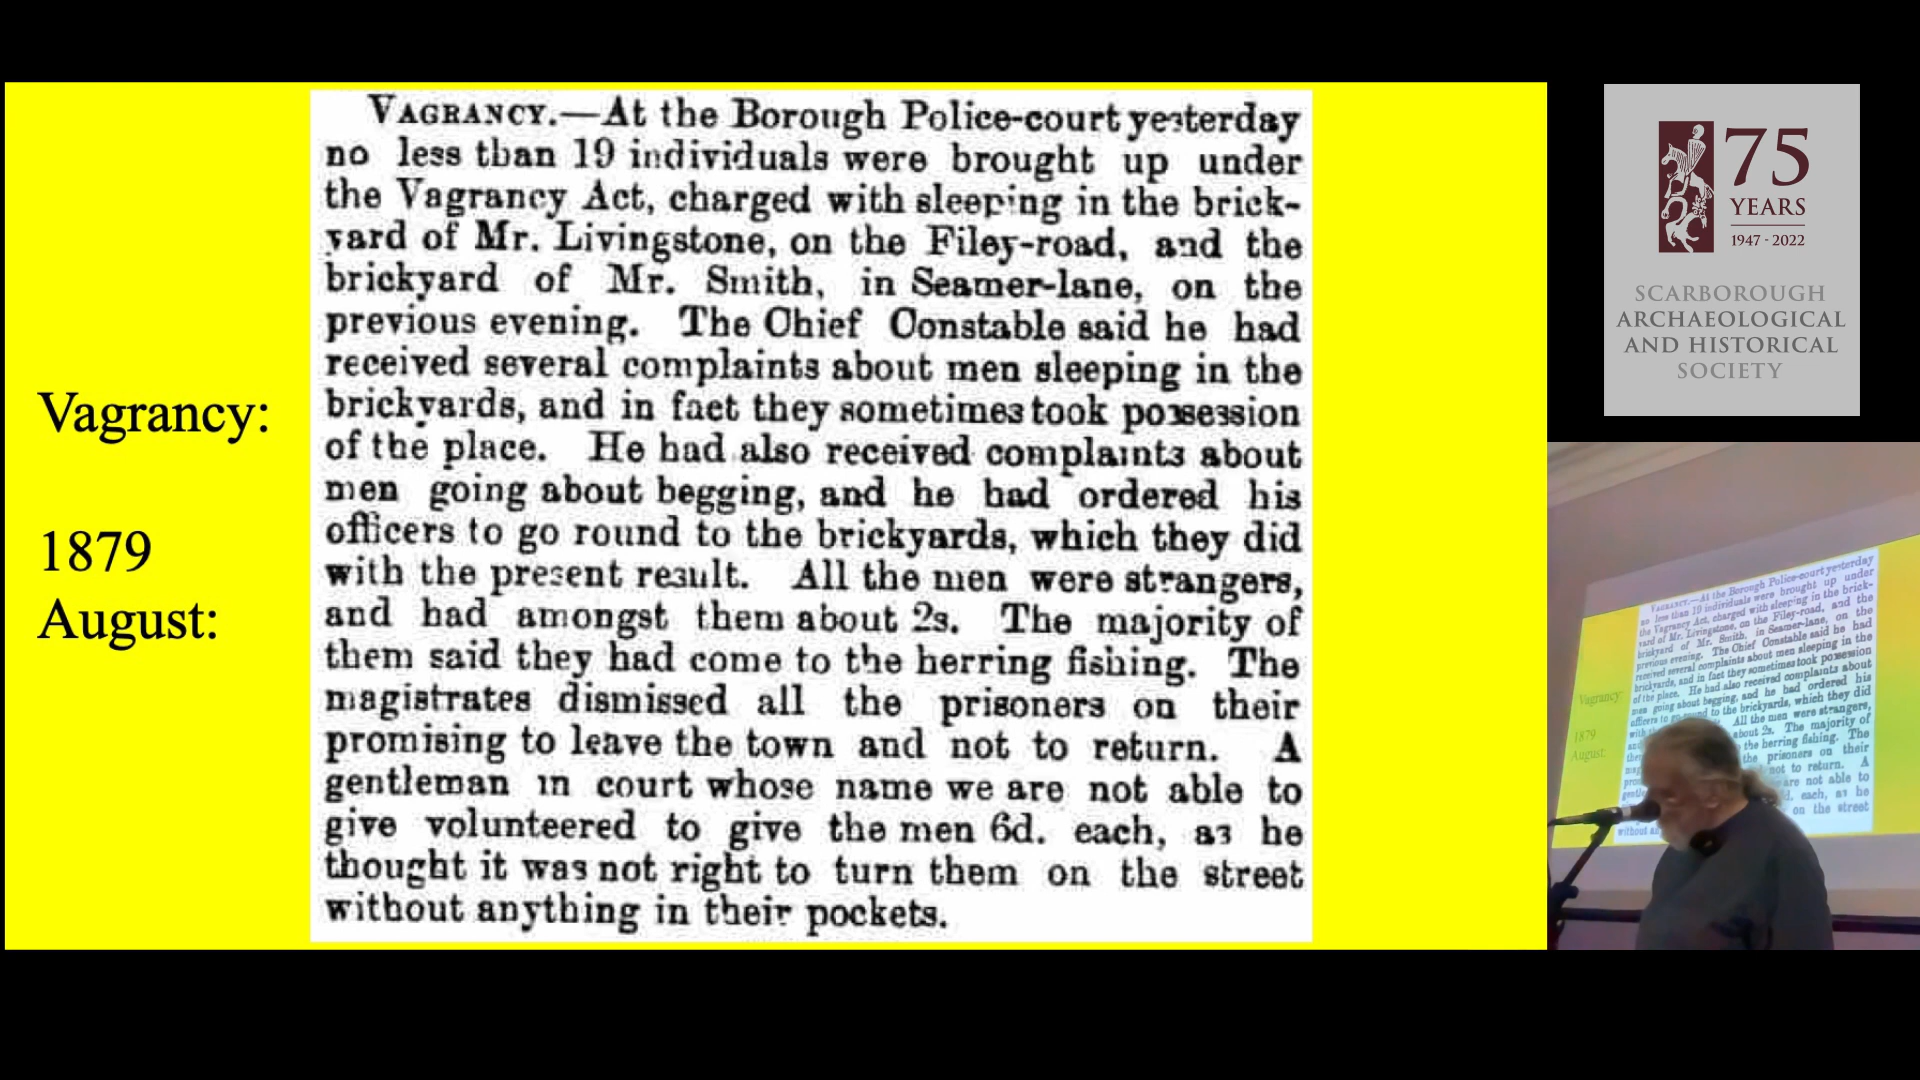 Vagrancy:
1879
August:
VAGRANCY.—At the Borough Police-court yesterday
no less than 19 individuals were brought up under
the Vagrancy Act, charged with sleeping in the brick-
yard of Mr. Livingstone, on the Filey-road, and the
brickyard of Mr. Smith, in Seamer-lane, on the
previous evening. The Chief Constable said he had
received several complaints about men sleeping in the
brickyards, and in fact they sometimes took possession
of the place. He had also received complaints about
men going about begging, and he had ordered his
officers to go round to the brickyards, which they did
with the present result. All the men were strangers,
and had amongst them about 2s. The majority of
them said they had come to the herring fishing. The
magistrates dismissed all the prisoners on their
promising to leave the town and not to return. A
gentleman in court whose name we are not able to
give volunteered to give the men 6d. each, as he
thought it was not right to turn them on the street
without anything in their pockets.
75
YEARS
1947 - 2022
SCARBOROUGH
ARCHAEOLOGICAL
AND HISTORICAL
SOCIETY